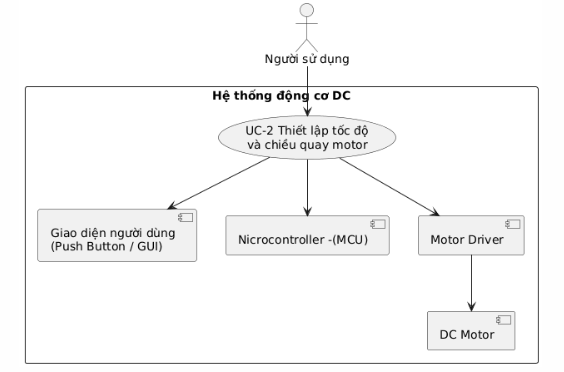 Người sử dụng
Hệ thống động cơ DC
UC-2 Thiết lập tốc độ
và chiều quay motor
Giao diện người dùng
(Push Button / GUI)
Nicrocontroller -(MCU)
Motor Driver
DC Motor